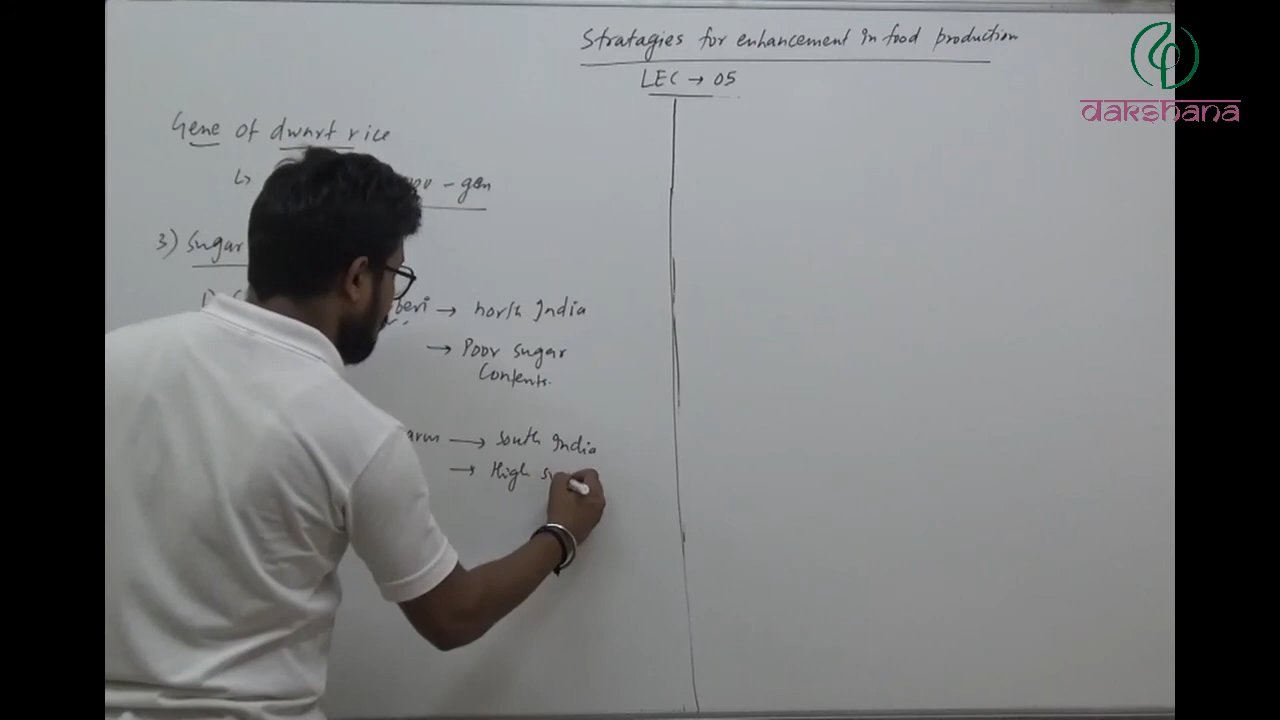 Stratagies for enhancement in food production
LEC → 05
dakshana
Gene of dwarf rice
↳ - gen
3) Sugar
1) beri → north India
→ Poor sugar
Contents.
arum → South India
→ High s